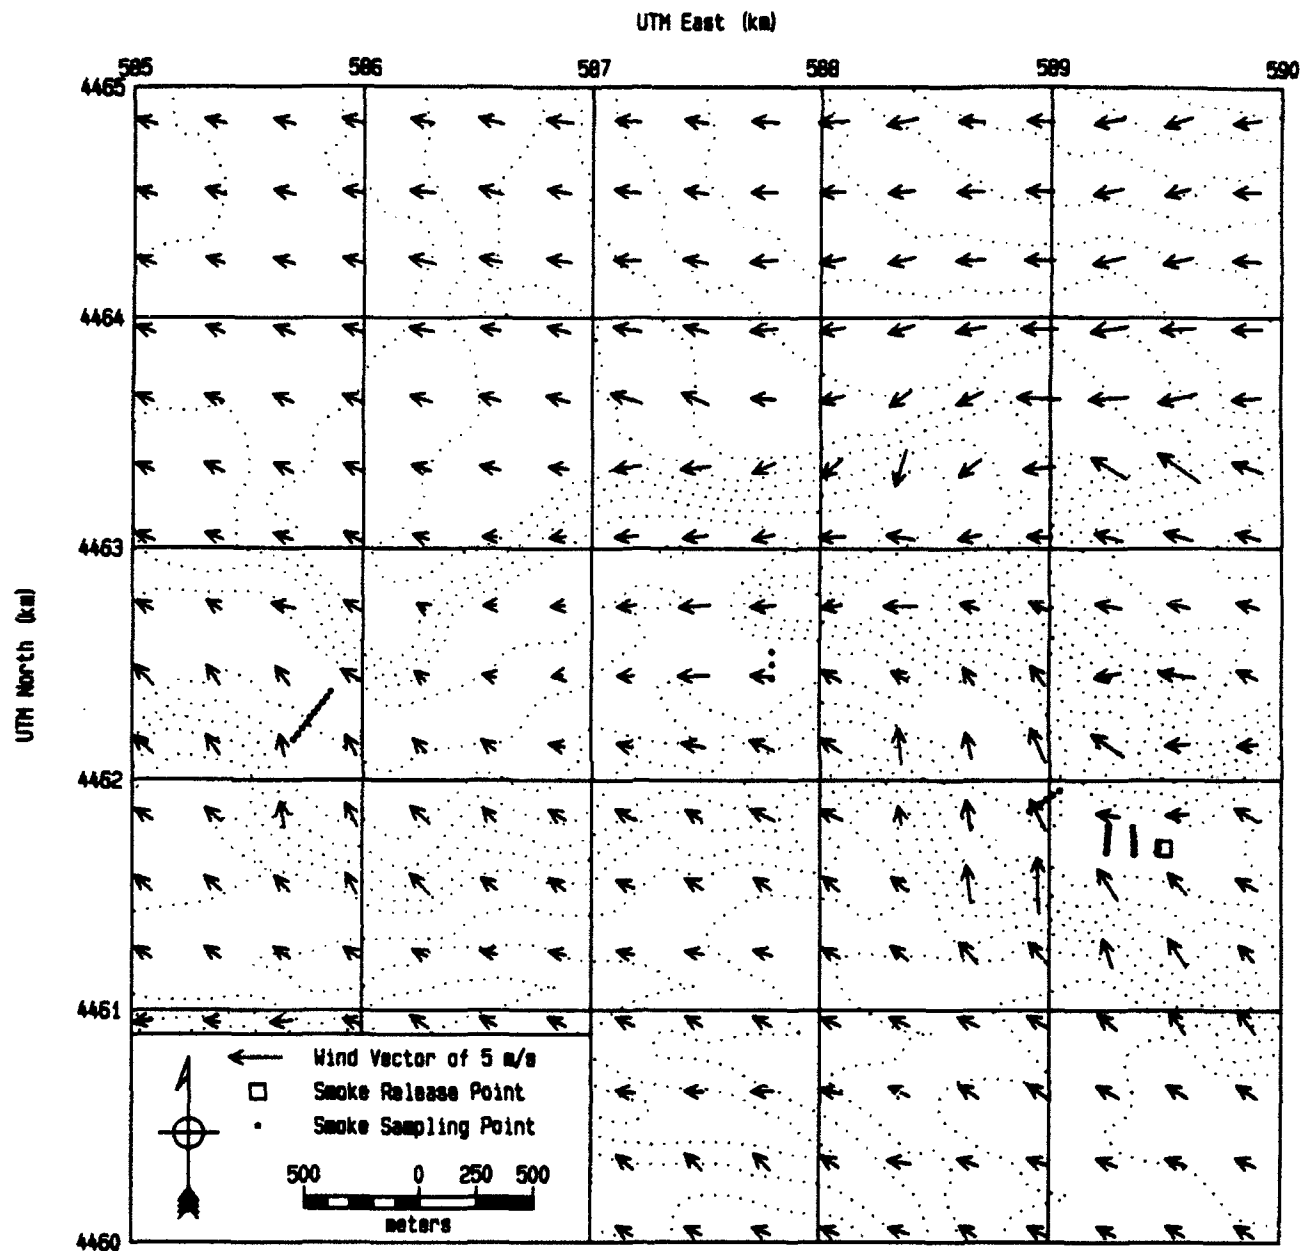 UTM East (km)
585 586 587 588 589 590
4465
4464
4463
UTM North (km)
4462
4461
Wind Vector of 5 m/s
Smoke Release Point
Smoke Sampling Point
500 0 250 500
meters
4460